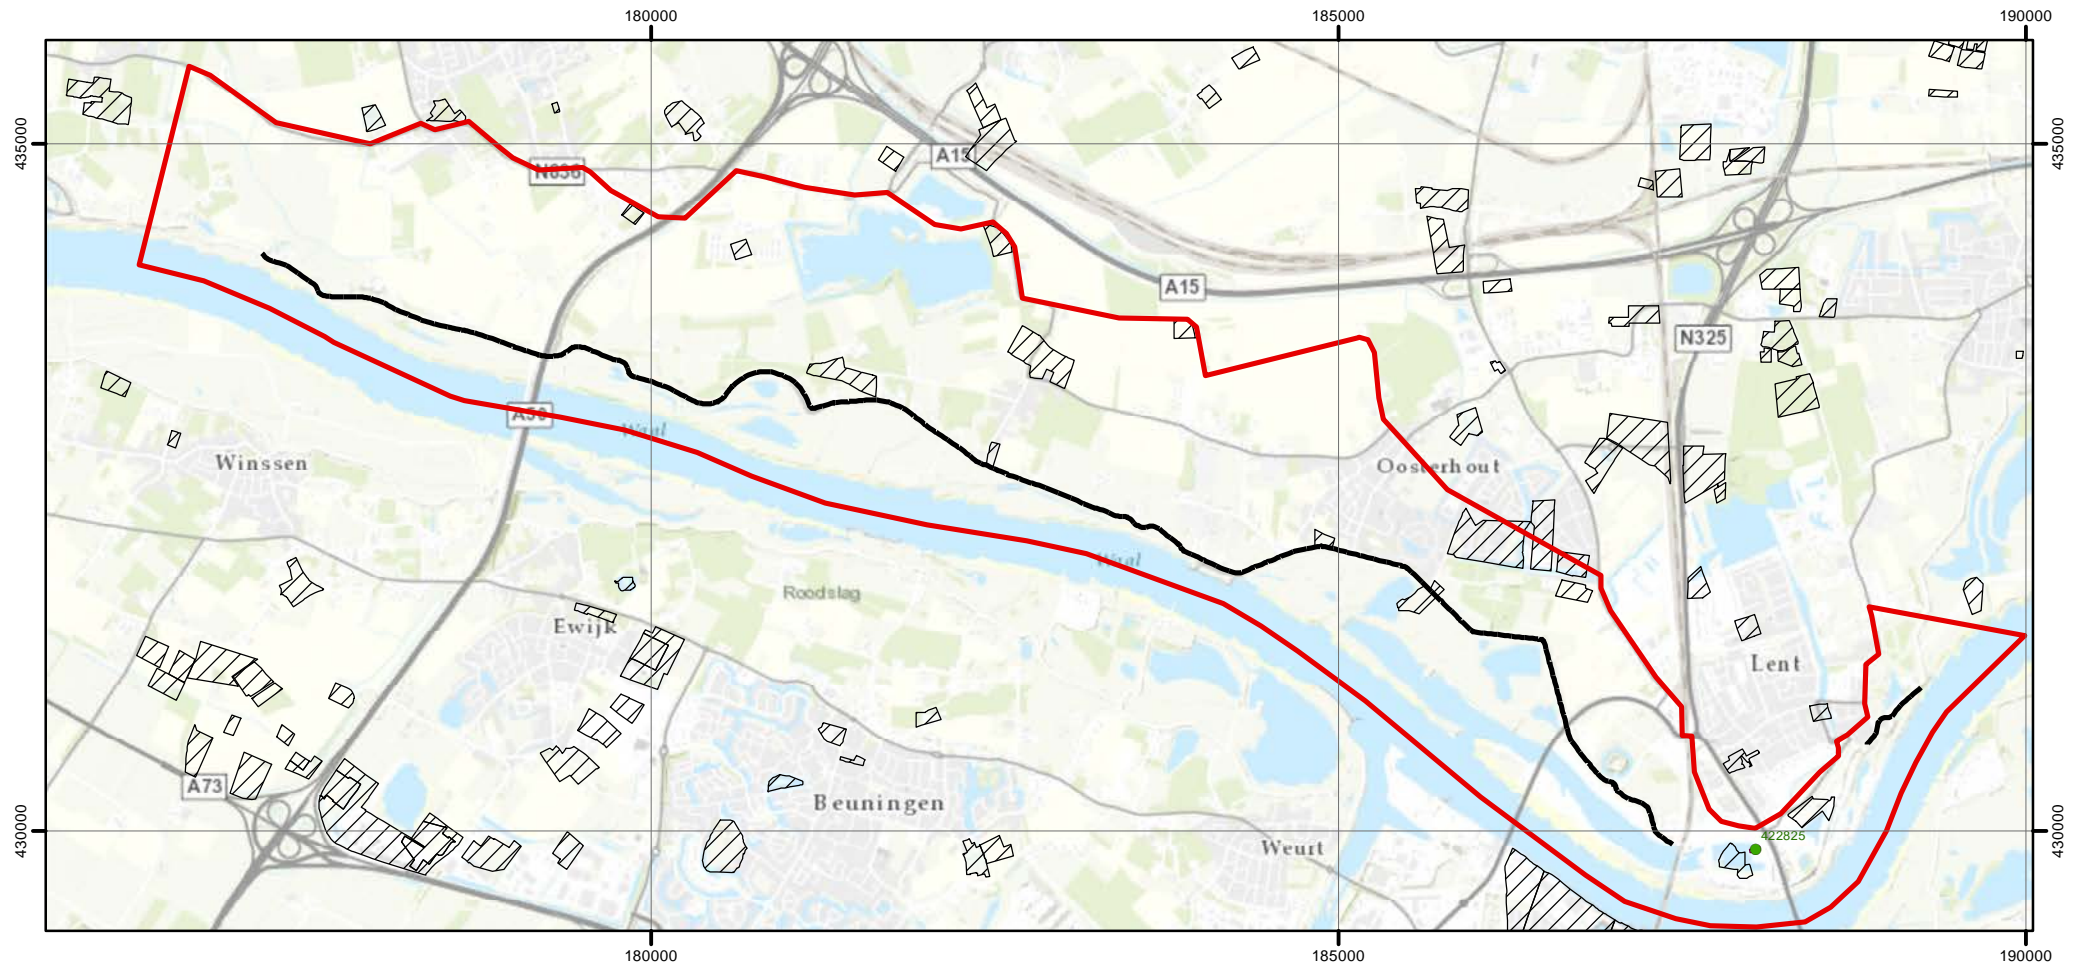 180000
185000
190000
435000
435000
A15
N836
A15
N325
A50
Waal
Winssen
Oosterhout
Waal
Roodslag
Ewijk
Lent
A73
Beuningen
430000
430000
422825
Weurt
180000
185000
190000